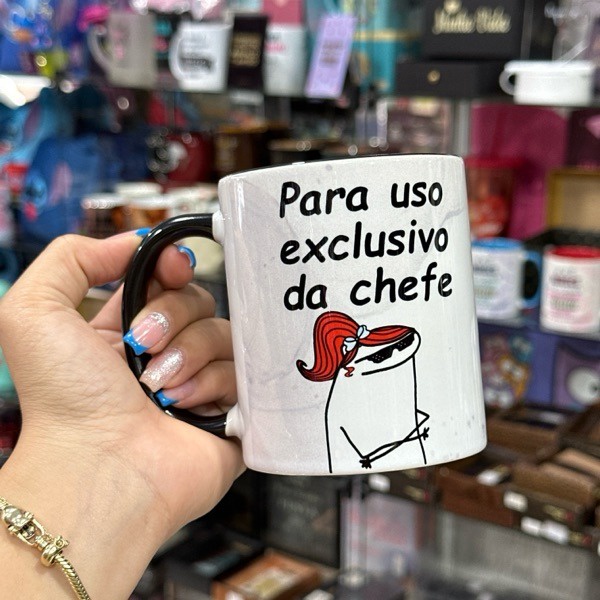 Para uso
exclusivo
da chefe